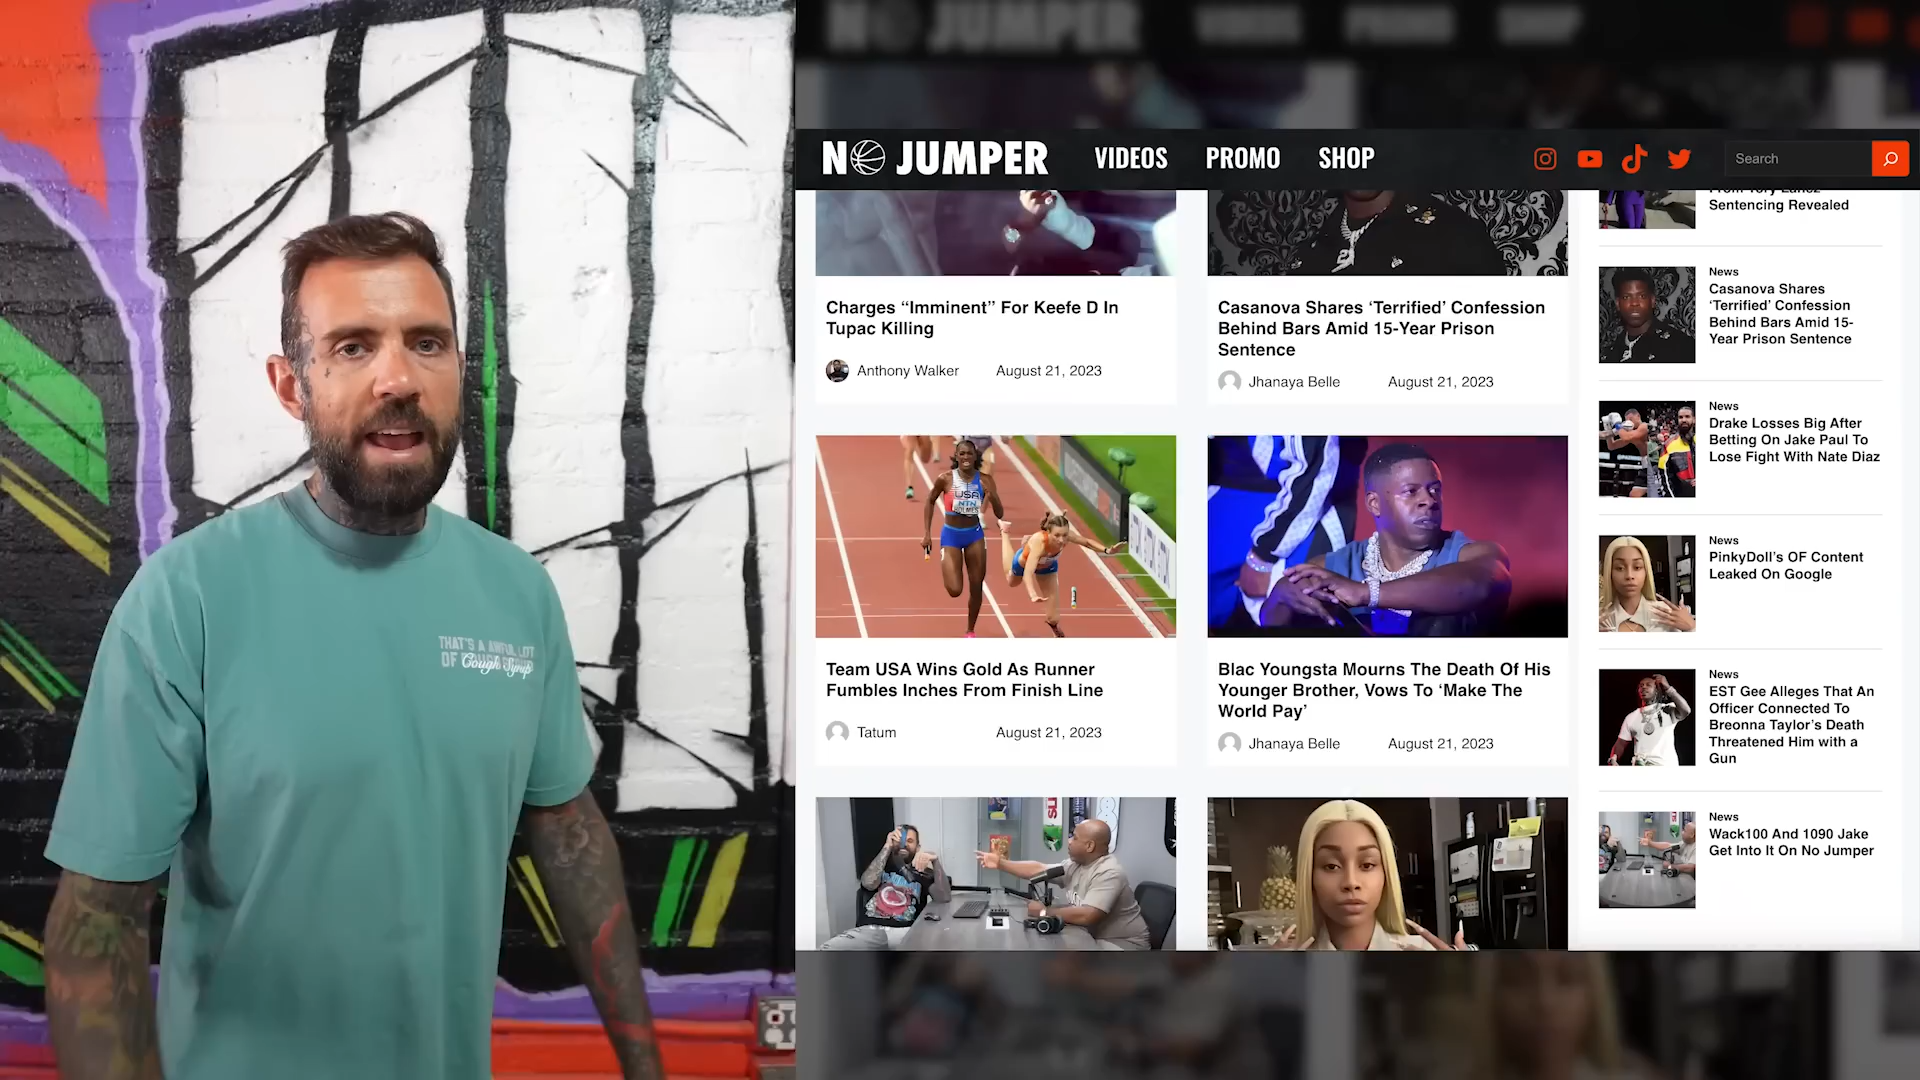 THAT'S A AWFUL LOT
OF
Cough Syrup
NO JUMPER
VIDEOS
PROMO
SHOP
Search
Charges “Imminent” For Keefe D In
Tupac Killing
Anthony Walker
August 21, 2023
Casanova Shares ‘Terrified’ Confession
Behind Bars Amid 15-Year Prison
Sentence
Jhanaya Belle
August 21, 2023
USA
HOLMES
Team USA Wins Gold As Runner
Fumbles Inches From Finish Line
Tatum
August 21, 2023
Blac Youngsta Mourns The Death Of His
Younger Brother, Vows To ‘Make The
World Pay’
Jhanaya Belle
August 21, 2023
From Tory Lanez
Sentencing Revealed
News
Casanova Shares
‘Terrified’ Confession
Behind Bars Amid 15-
Year Prison Sentence
News
Drake Losses Big After
Betting On Jake Paul To
Lose Fight With Nate Diaz
News
PinkyDoll’s OF Content
Leaked On Google
News
EST Gee Alleges That An
Officer Connected To
Breonna Taylor’s Death
Threatened Him with a
Gun
News
Wack100 And 1090 Jake
Get Into It On No Jumper